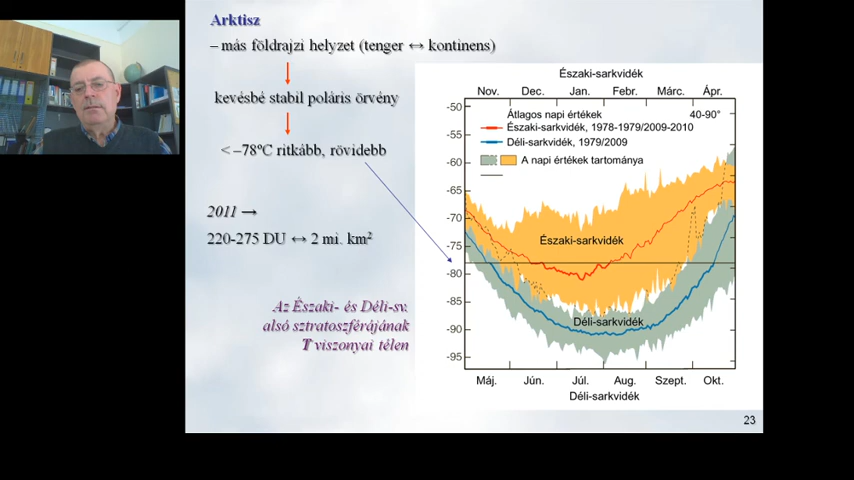 Arktisz
– más földrajzi helyzet (tenger ↔ kontinens)
kevésbé stabil poláris örvény
< –78ºC ritkább, rövidebb
2011 →
220-275 DU ↔ 2 mi. km²
Az Északi- és Déli-sv.
alsó sztratoszférájának
T viszonyai télen
Északi-sarkvidék
Nov. Dec. Jan. Febr. Márc. Ápr.
Átlagos napi értékek 40-90°
Északi-sarkvidék, 1978-1979/2009-2010
Déli-sarkvidék, 1979/2009
A napi értékek tartománya
-50
-55
-60
-65
-70
-75
-80
-85
-90
-95
Északi-sarkvidék
Déli-sarkvidék
Máj. Jún. Júl. Aug. Szept. Okt.
Déli-sarkvidék
23